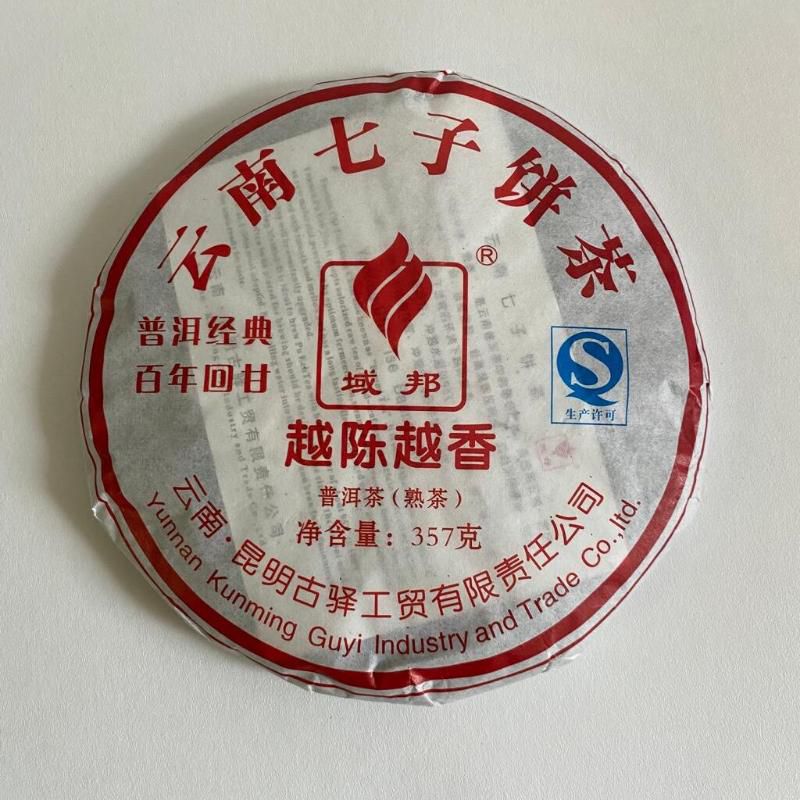 云南七子饼茶
®
普洱经典
百年回甘
域邦
生产许可
越陈越香
普洱茶（熟茶）
净含量：357克
云南·昆明古驿工贸有限责任公司
Yunnan Kunming Guyi Industry and Trade Co.,ltd.